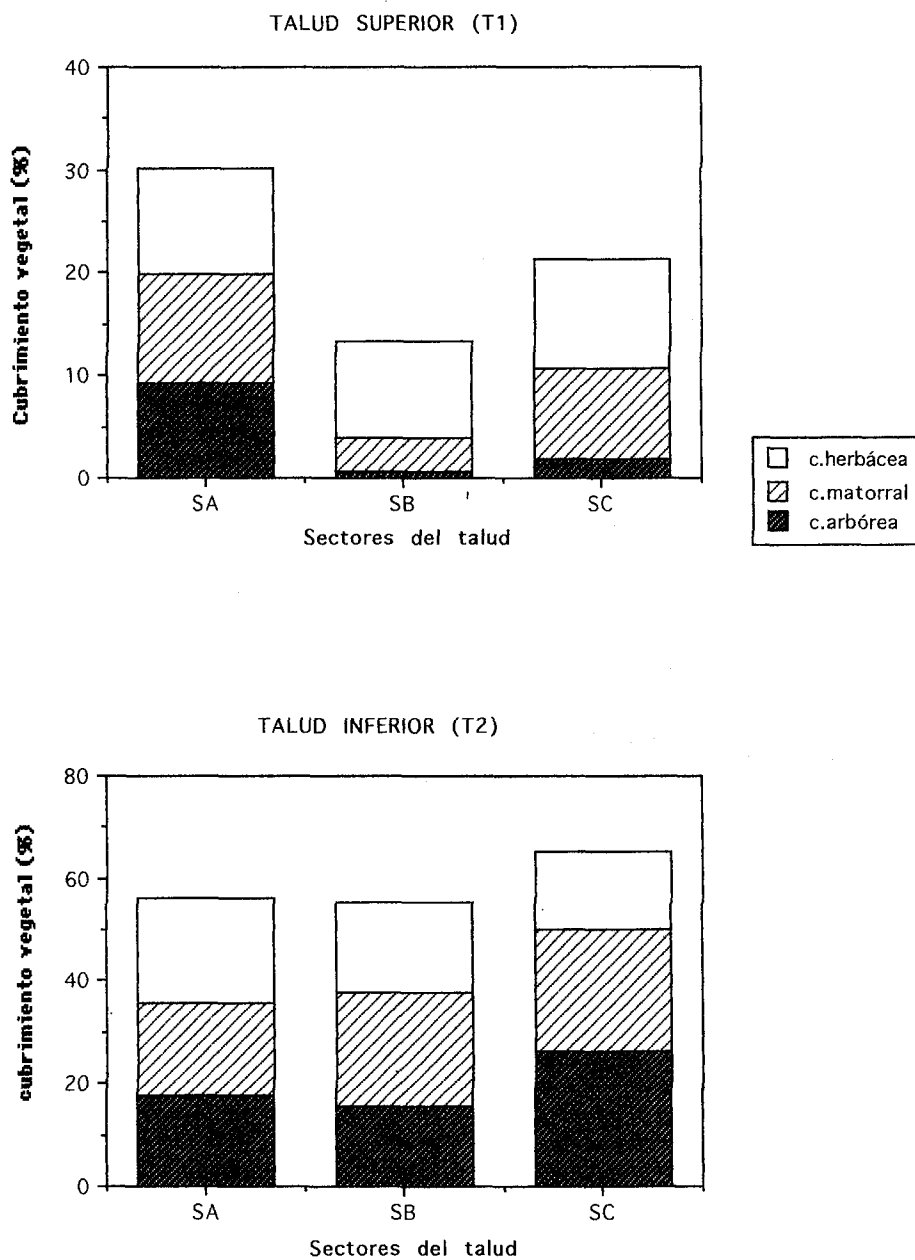 TALUD SUPERIOR (T1)
Cubrimiento vegetal (%)
40
30
20
10
0
SA SB SC
Sectores del talud
c.herbácea
c.matorral
c.arbórea
TALUD INFERIOR (T2)
cubrimiento vegetal (%)
80
60
40
20
0
SA SB SC
Sectores del talud